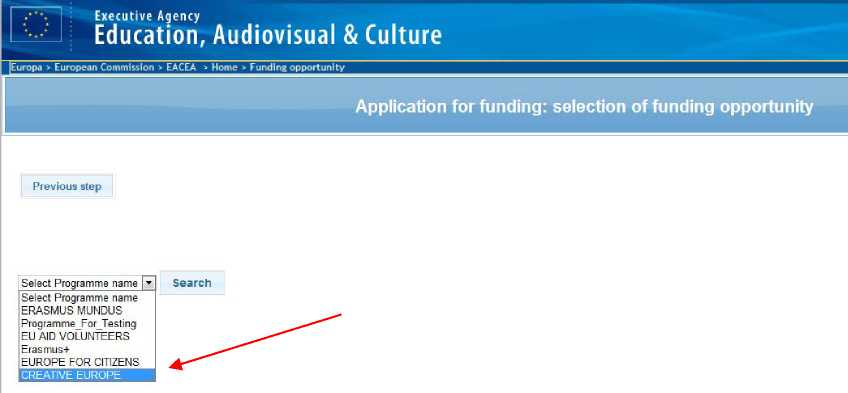 Executive Agency
Education, Audiovisual & Culture
Europa > European Commission > EACEA > Home > Funding opportunity
Application for funding: selection of funding opportunity
Previous step
Select Programme name Search
Select Programme name
ERASMUS MUNDUS
Programme_For_Testing
EU AID VOLUNTEERS
Erasmus+
EUROPE FOR CITIZENS
CREATIVE EUROPE